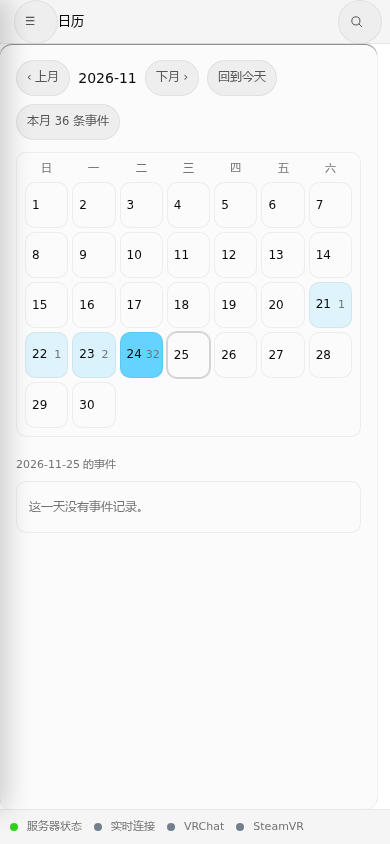 ☰ 日历
‹ 上月 2026-11 下月 › 回到今天
本月 36 条事件
日 一 二 三 四 五 六
1 2 3 4 5 6 7
8 9 10 11 12 13 14
15 16 17 18 19 20 21 1
22 1 23 2 24 32 25 26 27 28
29 30
2026-11-25 的事件
这一天没有事件记录。
服务器状态 实时连接 VRChat SteamVR